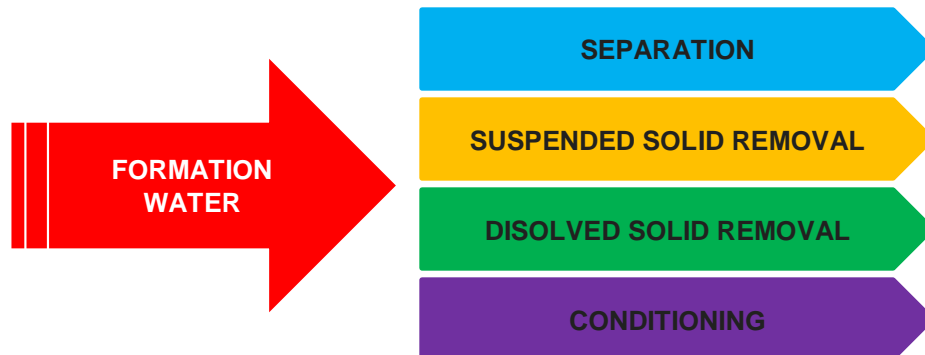 SEPARATION
SUSPENDED SOLID REMOVAL
FORMATION
WATER
DISOLVED SOLID REMOVAL
CONDITIONING